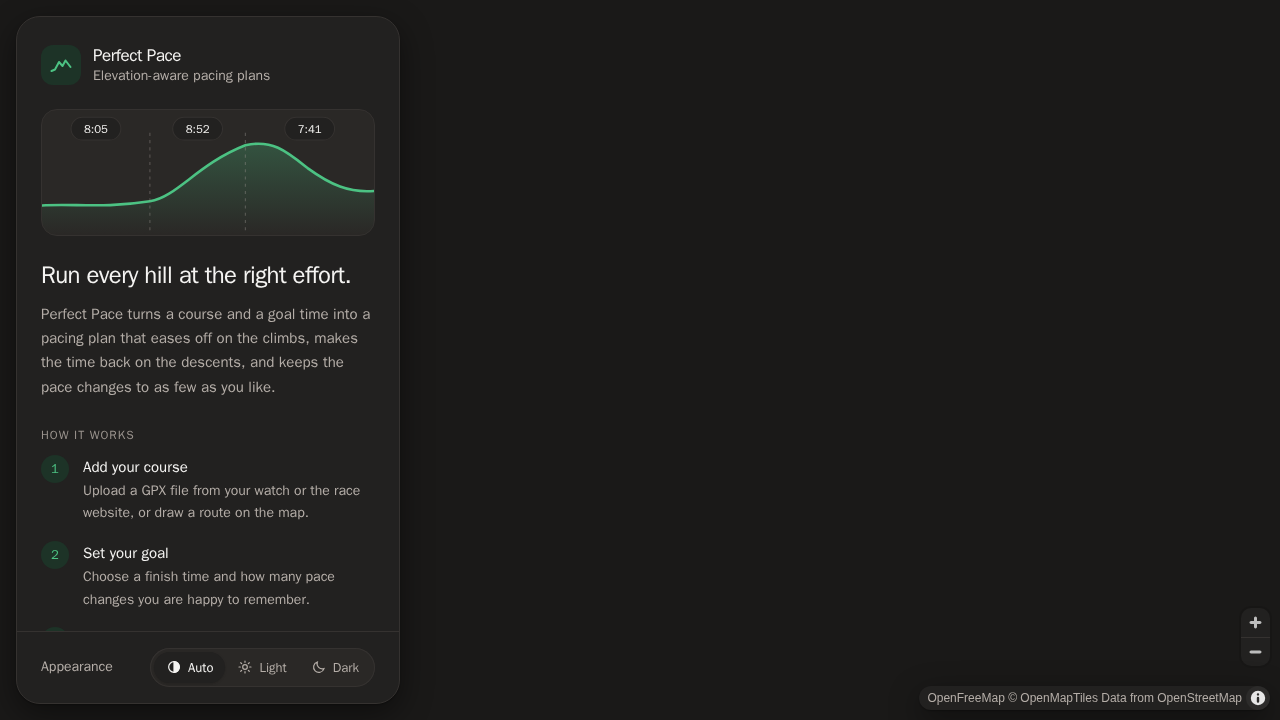 Perfect Pace
Elevation-aware pacing plans
8:05
8:52
7:41
Run every hill at the right effort.
Perfect Pace turns a course and a goal time into a
pacing plan that eases off on the climbs, makes
the time back on the descents, and keeps the
pace changes to as few as you like.
HOW IT WORKS
1
Add your course
Upload a GPX file from your watch or the race
website, or draw a route on the map.
2
Set your goal
Choose a finish time and how many pace
changes you are happy to remember.
Appearance
Auto
Light
Dark
OpenFreeMap © OpenMapTiles Data from OpenStreetMap